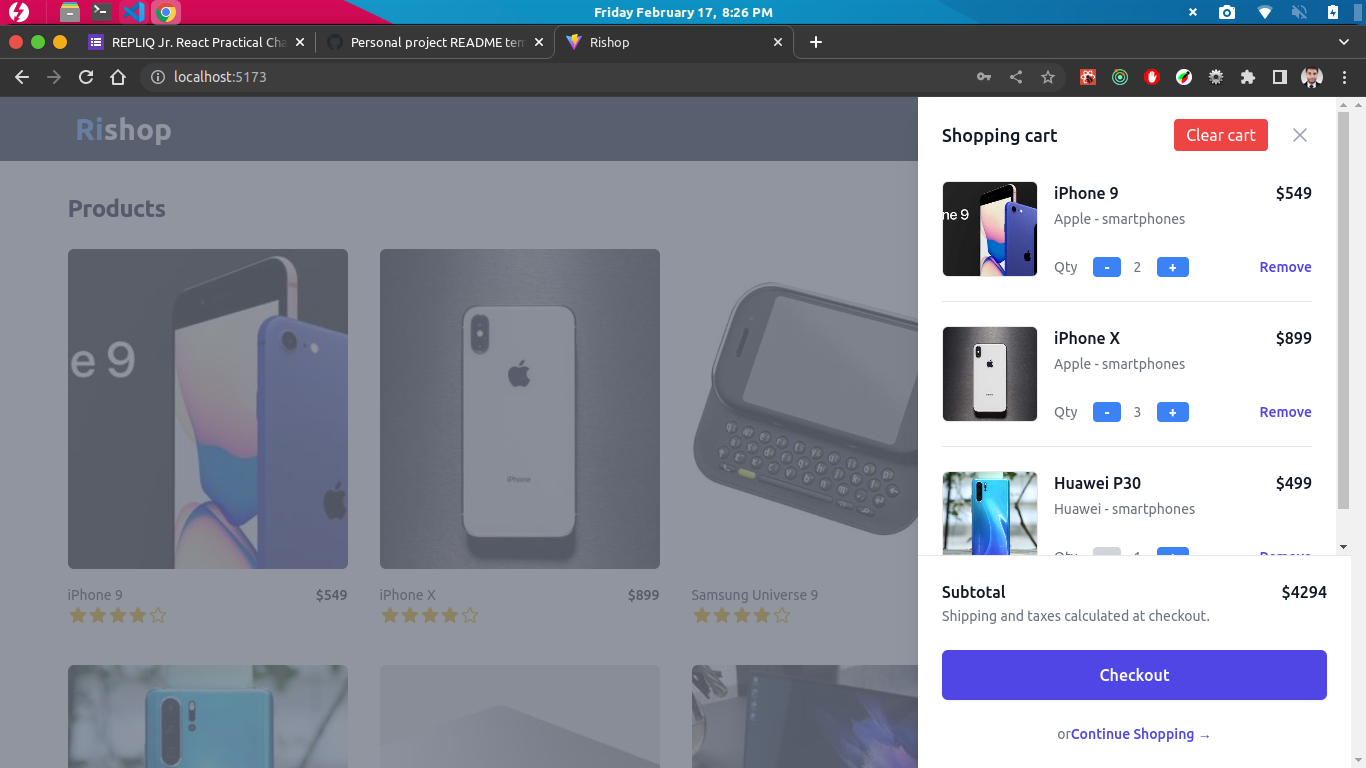 Friday February 17, 8:26 PM
REPLIQ Jr. React Practical Cha
Personal project README tem
Rishop
localhost:5173
Rishop
Shopping cart
Clear cart
Products
ne 9
iPhone 9
$549
Apple - smartphones
Qty - 2 + Remove
e 9
iPhone
iPhone X
$899
Apple - smartphones
Qty - 3 + Remove
Huawei P30
$499
Huawei - smartphones
Qty 1 + Remove
iPhone 9 $549
iPhone X $899
Samsung Universe 9
Subtotal $4294
Shipping and taxes calculated at checkout.
Checkout
orContinue Shopping →